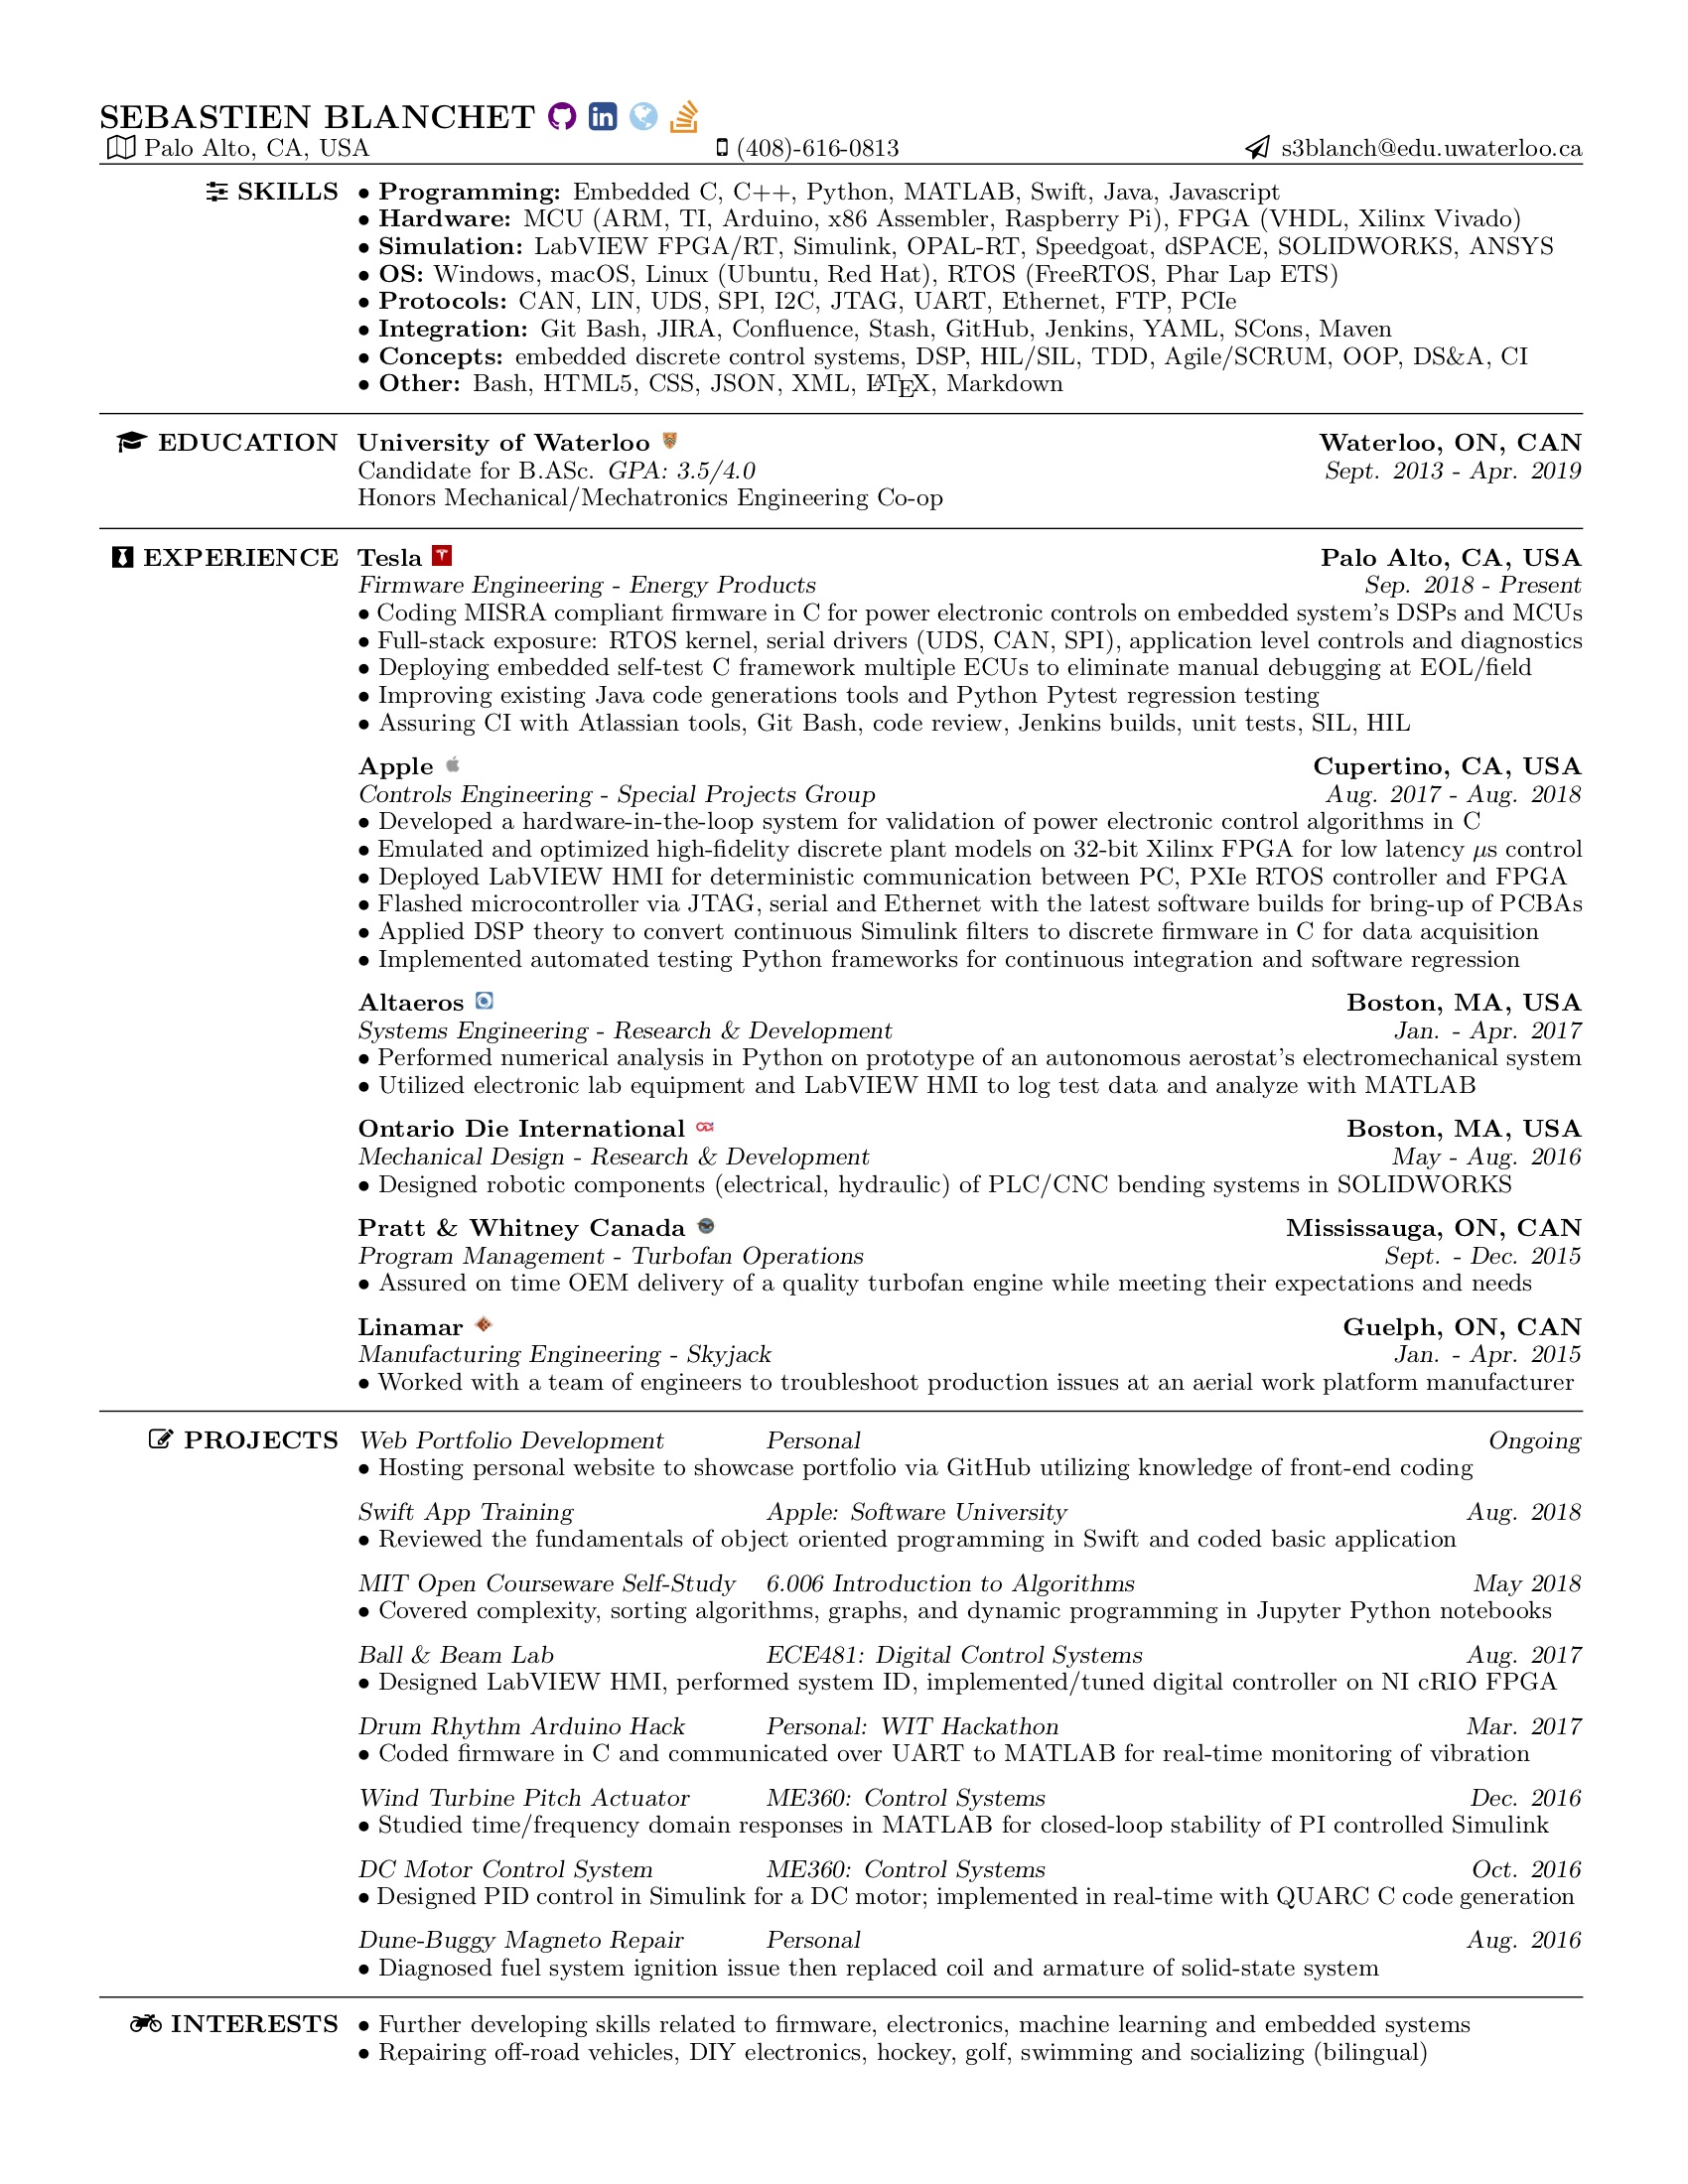 SEBASTIEN BLANCHET
Palo Alto, CA, USA (408)-616-0813 s3blanch@edu.uwaterloo.ca
SKILLS • Programming: Embedded C, C++, Python, MATLAB, Swift, Java, Javascript
• Hardware: MCU (ARM, TI, Arduino, x86 Assembler, Raspberry Pi), FPGA (VHDL, Xilinx Vivado)
• Simulation: LabVIEW FPGA/RT, Simulink, OPAL-RT, Speedgoat, dSPACE, SOLIDWORKS, ANSYS
• OS: Windows, macOS, Linux (Ubuntu, Red Hat), RTOS (FreeRTOS, Phar Lap ETS)
• Protocols: CAN, LIN, UDS, SPI, I2C, JTAG, UART, Ethernet, FTP, PCIe
• Integration: Git Bash, JIRA, Confluence, Stash, GitHub, Jenkins, YAML, SCons, Maven
• Concepts: embedded discrete control systems, DSP, HIL/SIL, TDD, Agile/SCRUM, OOP, DS&A, CI
• Other: Bash, HTML5, CSS, JSON, XML, LATEX, Markdown
EDUCATION University of Waterloo Waterloo, ON, CAN
Candidate for B.ASc. GPA: 3.5/4.0 Sept. 2013 - Apr. 2019
Honors Mechanical/Mechatronics Engineering Co-op
EXPERIENCE Tesla Palo Alto, CA, USA
Firmware Engineering - Energy Products Sep. 2018 - Present
• Coding MISRA compliant firmware in C for power electronic controls on embedded system's DSPs and MCUs
• Full-stack exposure: RTOS kernel, serial drivers (UDS, CAN, SPI), application level controls and diagnostics
• Deploying embedded self-test C framework multiple ECUs to eliminate manual debugging at EOL/field
• Improving existing Java code generations tools and Python Pytest regression testing
• Assuring CI with Atlassian tools, Git Bash, code review, Jenkins builds, unit tests, SIL, HIL
Apple Cupertino, CA, USA
Controls Engineering - Special Projects Group Aug. 2017 - Aug. 2018
• Developed a hardware-in-the-loop system for validation of power electronic control algorithms in C
• Emulated and optimized high-fidelity discrete plant models on 32-bit Xilinx FPGA for low latency μs control
• Deployed LabVIEW HMI for deterministic communication between PC, PXIe RTOS controller and FPGA
• Flashed microcontroller via JTAG, serial and Ethernet with the latest software builds for bring-up of PCBAs
• Applied DSP theory to convert continuous Simulink filters to discrete firmware in C for data acquisition
• Implemented automated testing Python frameworks for continuous integration and software regression
Altaeros Boston, MA, USA
Systems Engineering - Research & Development Jan. - Apr. 2017
• Performed numerical analysis in Python on prototype of an autonomous aerostat's electromechanical system
• Utilized electronic lab equipment and LabVIEW HMI to log test data and analyze with MATLAB
Ontario Die International Boston, MA, USA
Mechanical Design - Research & Development May - Aug. 2016
• Designed robotic components (electrical, hydraulic) of PLC/CNC bending systems in SOLIDWORKS
Pratt & Whitney Canada Mississauga, ON, CAN
Program Management - Turbofan Operations Sept. - Dec. 2015
• Assured on time OEM delivery of a quality turbofan engine while meeting their expectations and needs
Linamar Guelph, ON, CAN
Manufacturing Engineering - Skyjack Jan. - Apr. 2015
• Worked with a team of engineers to troubleshoot production issues at an aerial work platform manufacturer
PROJECTS Web Portfolio Development Personal Ongoing
• Hosting personal website to showcase portfolio via GitHub utilizing knowledge of front-end coding
Swift App Training Apple: Software University Aug. 2018
• Reviewed the fundamentals of object oriented programming in Swift and coded basic application
MIT Open Courseware Self-Study 6.006 Introduction to Algorithms May 2018
• Covered complexity, sorting algorithms, graphs, and dynamic programming in Jupyter Python notebooks
Ball & Beam Lab ECE481: Digital Control Systems Aug. 2017
• Designed LabVIEW HMI, performed system ID, implemented/tuned digital controller on NI cRIO FPGA
Drum Rhythm Arduino Hack Personal: WIT Hackathon Mar. 2017
• Coded firmware in C and communicated over UART to MATLAB for real-time monitoring of vibration
Wind Turbine Pitch Actuator ME360: Control Systems Dec. 2016
• Studied time/frequency domain responses in MATLAB for closed-loop stability of PI controlled Simulink
DC Motor Control System ME360: Control Systems Oct. 2016
• Designed PID control in Simulink for a DC motor; implemented in real-time with QUARC C code generation
Dune-Buggy Magneto Repair Personal Aug. 2016
• Diagnosed fuel system ignition issue then replaced coil and armature of solid-state system
INTERESTS • Further developing skills related to firmware, electronics, machine learning and embedded systems
• Repairing off-road vehicles, DIY electronics, hockey, golf, swimming and socializing (bilingual)